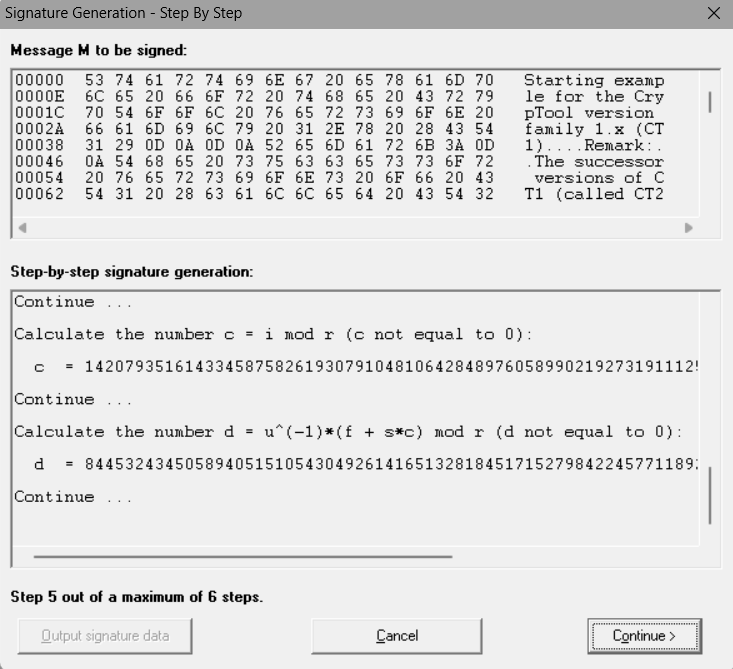 Signature Generation - Step By Step
Message M to be signed:
00000 53 74 61 72 74 69 6E 67 20 65 78 61 6D 70 Starting examp
0000E 6C 65 20 66 6F 72 20 74 68 65 20 43 72 79 le for the Cry
0001C 70 54 6F 6F 6C 20 76 65 72 73 69 6F 6E 20 pTool version
0002A 66 61 6D 69 6C 79 20 31 2E 78 20 28 43 54 family 1.x (CT
00038 31 29 0D 0A 0D 0A 52 65 6D 61 72 6B 3A 0D 1)....Remark:.
00046 0A 54 68 65 20 73 75 63 63 65 73 73 6F 72 .The successor
00054 20 76 65 72 73 69 6F 6E 73 20 6F 66 20 43 versions of C
00062 54 31 20 28 63 61 6C 6C 65 64 20 43 54 32 T1 (called CT2
Step-by-step signature generation:
Continue ...
Calculate the number c = i mod r (c not equal to 0):
c = 14207935161433458758261930791048106428489760589902192731911125
Continue ...
Calculate the number d = u^(-1)*(f + s*c) mod r (d not equal to 0):
d = 8445324345058940515105430492614165132818451715279842245771189
Continue ...
Step 5 out of a maximum of 6 steps.
Output signature data
Cancel
Continue >